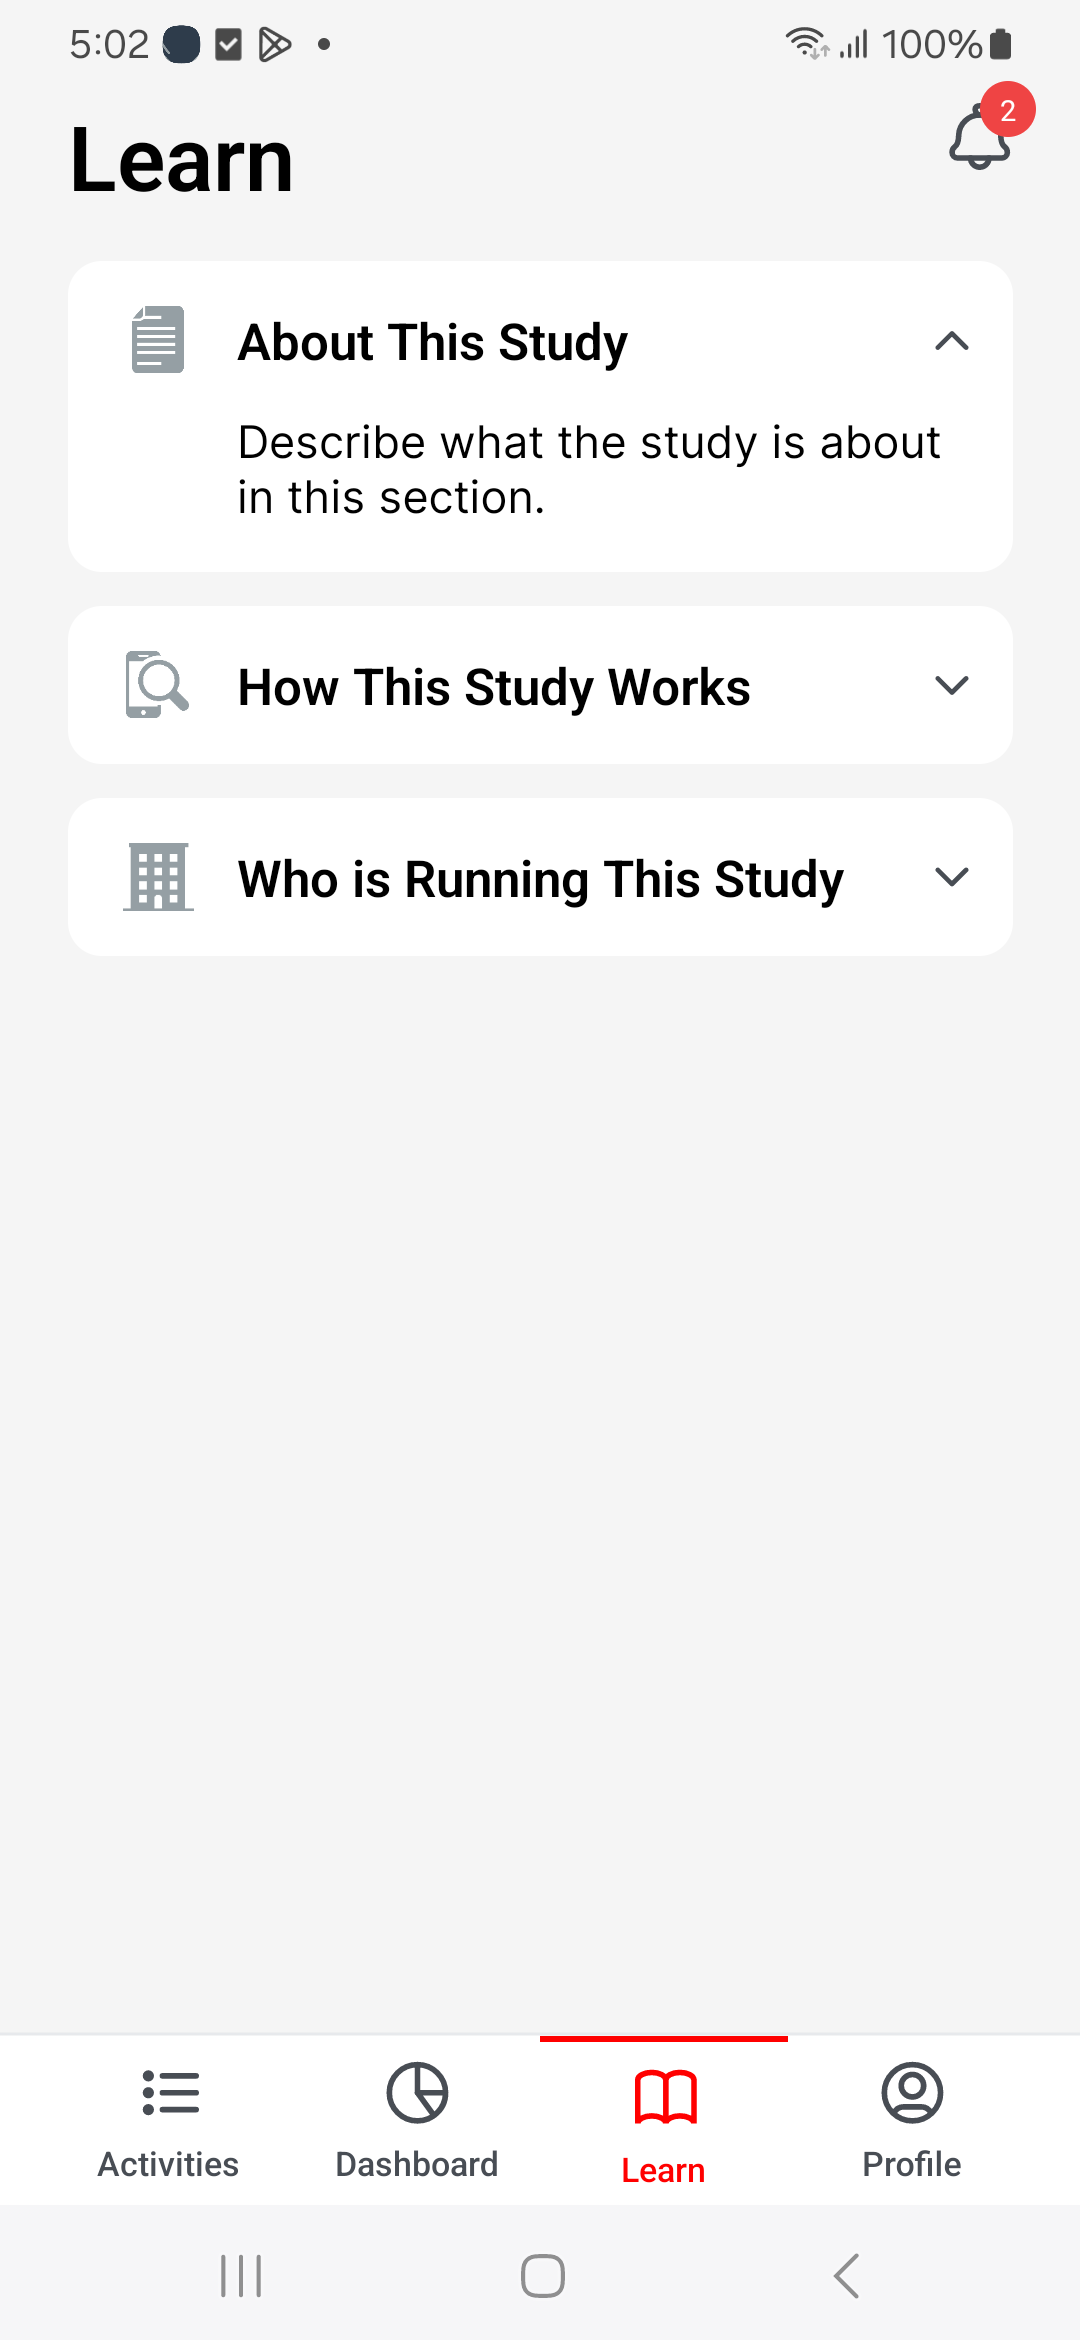 5:02
100%
2
Learn
About This Study
Describe what the study is about
in this section.
How This Study Works
Who is Running This Study
Activities
Dashboard
Learn
Profile